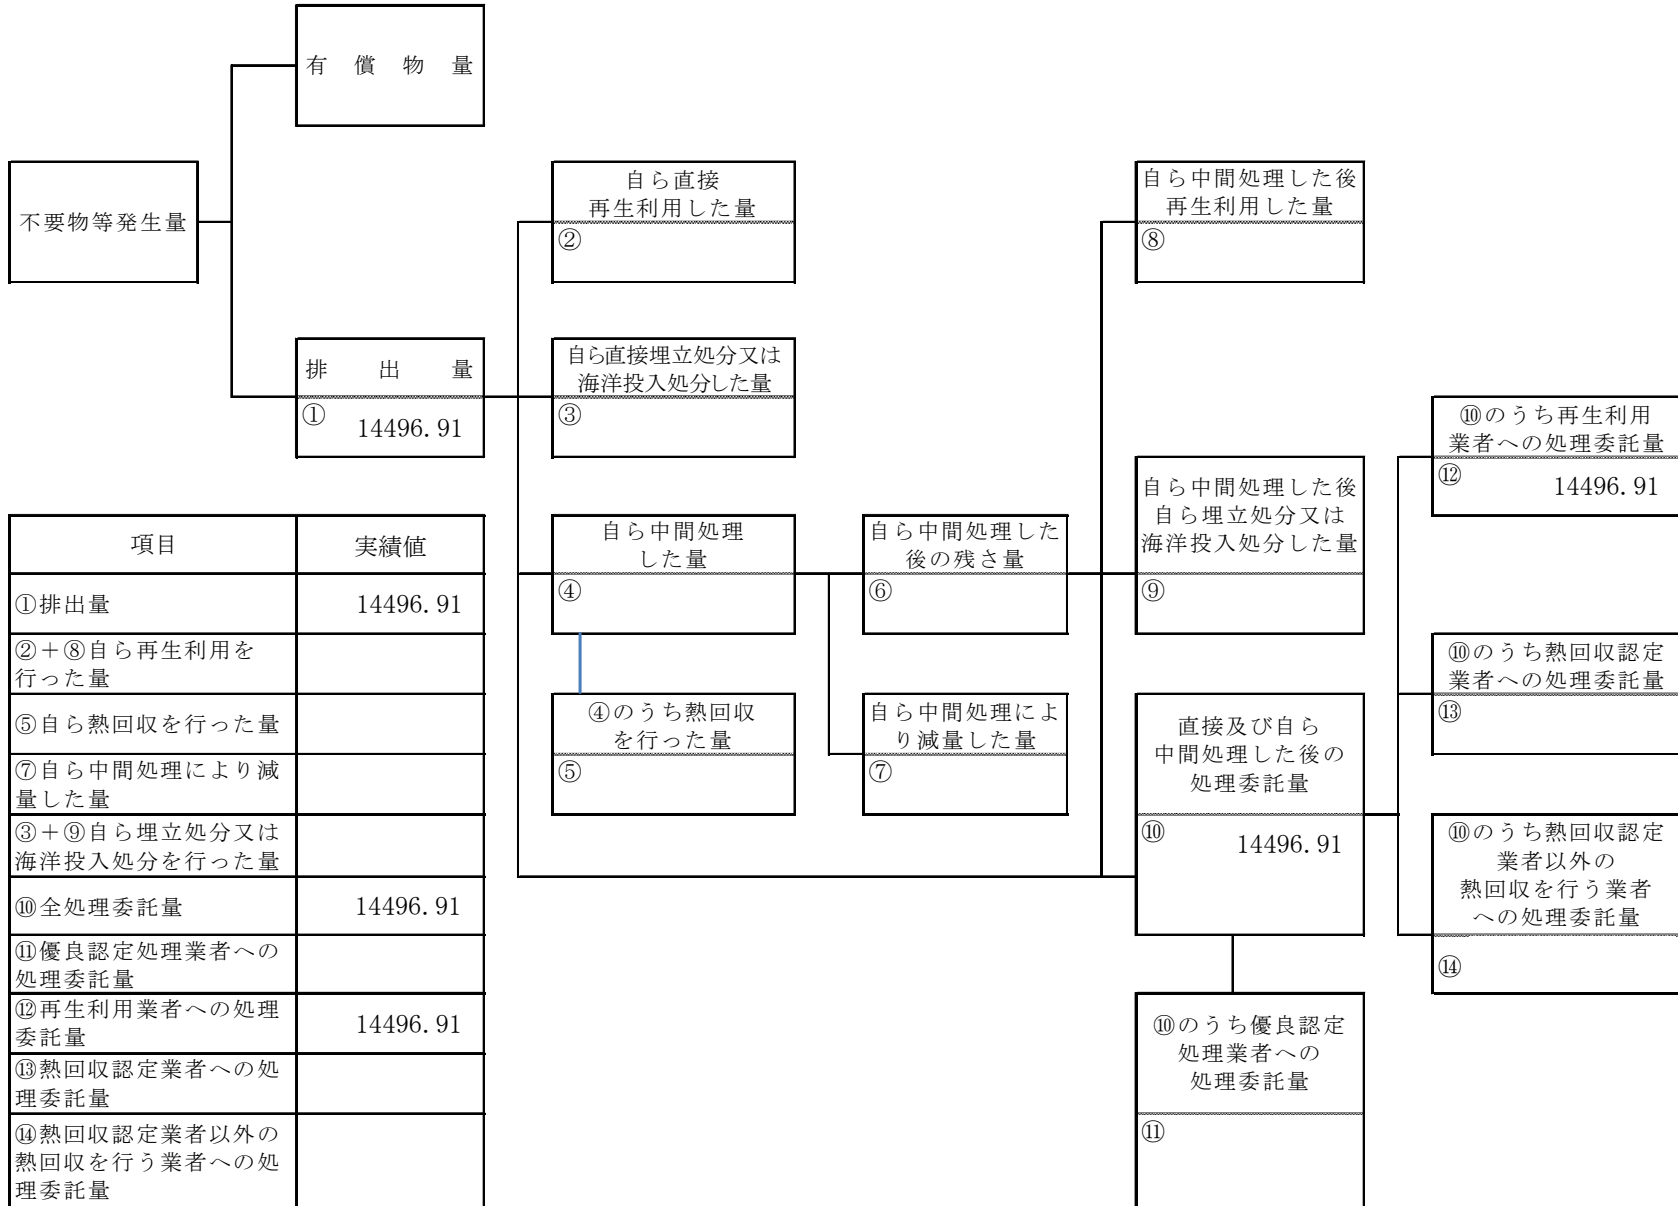 有償物量
不要物等発生量
自ら直接
再生利用した量
②
自ら中間処理した後
再生利用した量
⑧
排出量
① 14496.91
自ら直接埋立処分又は
海洋投入処分した量
③
⑩のうち再生利用
業者への処理委託量
⑫ 14496.91
自ら中間処理した後
自ら埋立処分又は
海洋投入処分した量
⑨
自ら中間処理
した量
④
自ら中間処理した
後の残さ量
⑥
⑩のうち熱回収認定
業者への処理委託量
⑬
④のうち熱回収
を行った量
⑤
自ら中間処理によ
り減量した量
⑦
直接及び自ら
中間処理した後の
処理委託量
⑩ 14496.91
⑩のうち熱回収認定
業者以外の
熱回収を行う業者
への処理委託量
⑭
⑩のうち優良認定
処理業者への
処理委託量
⑪
項目 実績値
①排出量 14496.91
②＋⑧自ら再生利用を
行った量
⑤自ら熱回収を行った量
⑦自ら中間処理により減
量した量
③＋⑨自ら埋立処分又は
海洋投入処分を行った量
⑩全処理委託量 14496.91
⑪優良認定処理業者への
処理委託量
⑫再生利用業者への処理
委託量 14496.91
⑬熱回収認定業者への処
理委託量
⑭熱回収認定業者以外の
熱回収を行う業者への処
理委託量